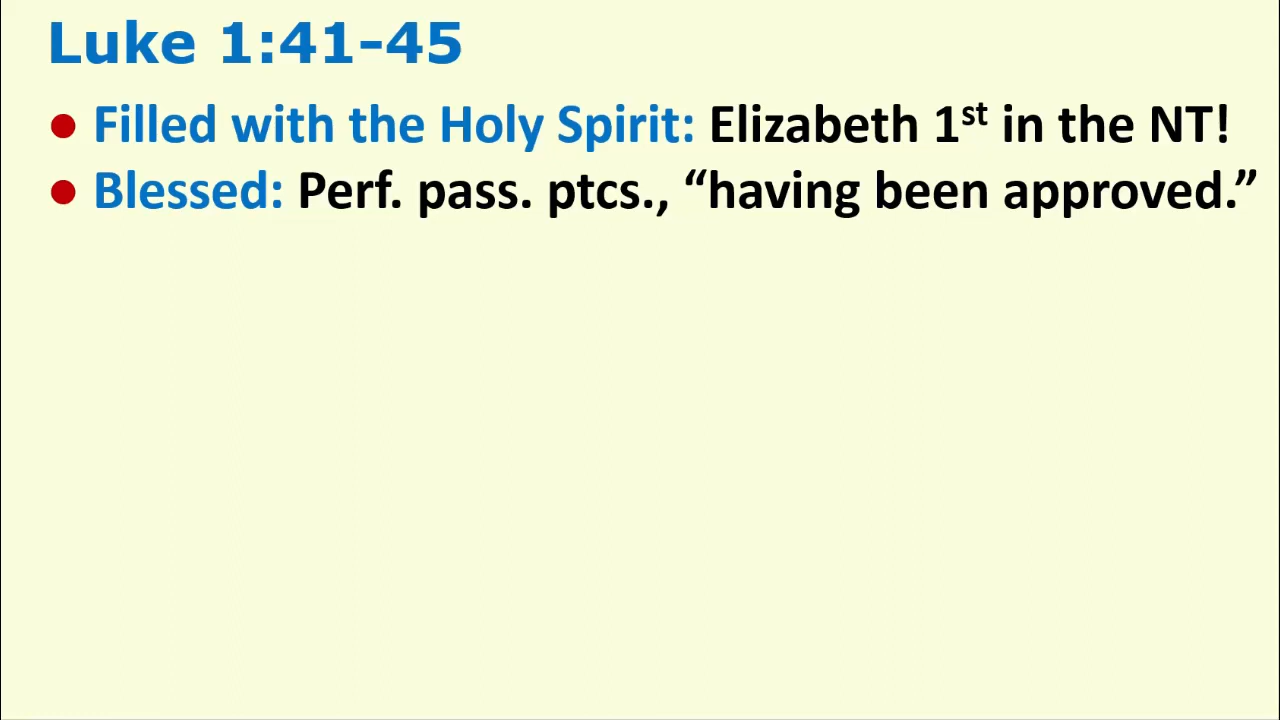 Luke 1:41-45
● Filled with the Holy Spirit: Elizabeth 1st in the NT!
● Blessed: Perf. pass. ptcs., “having been approved.”